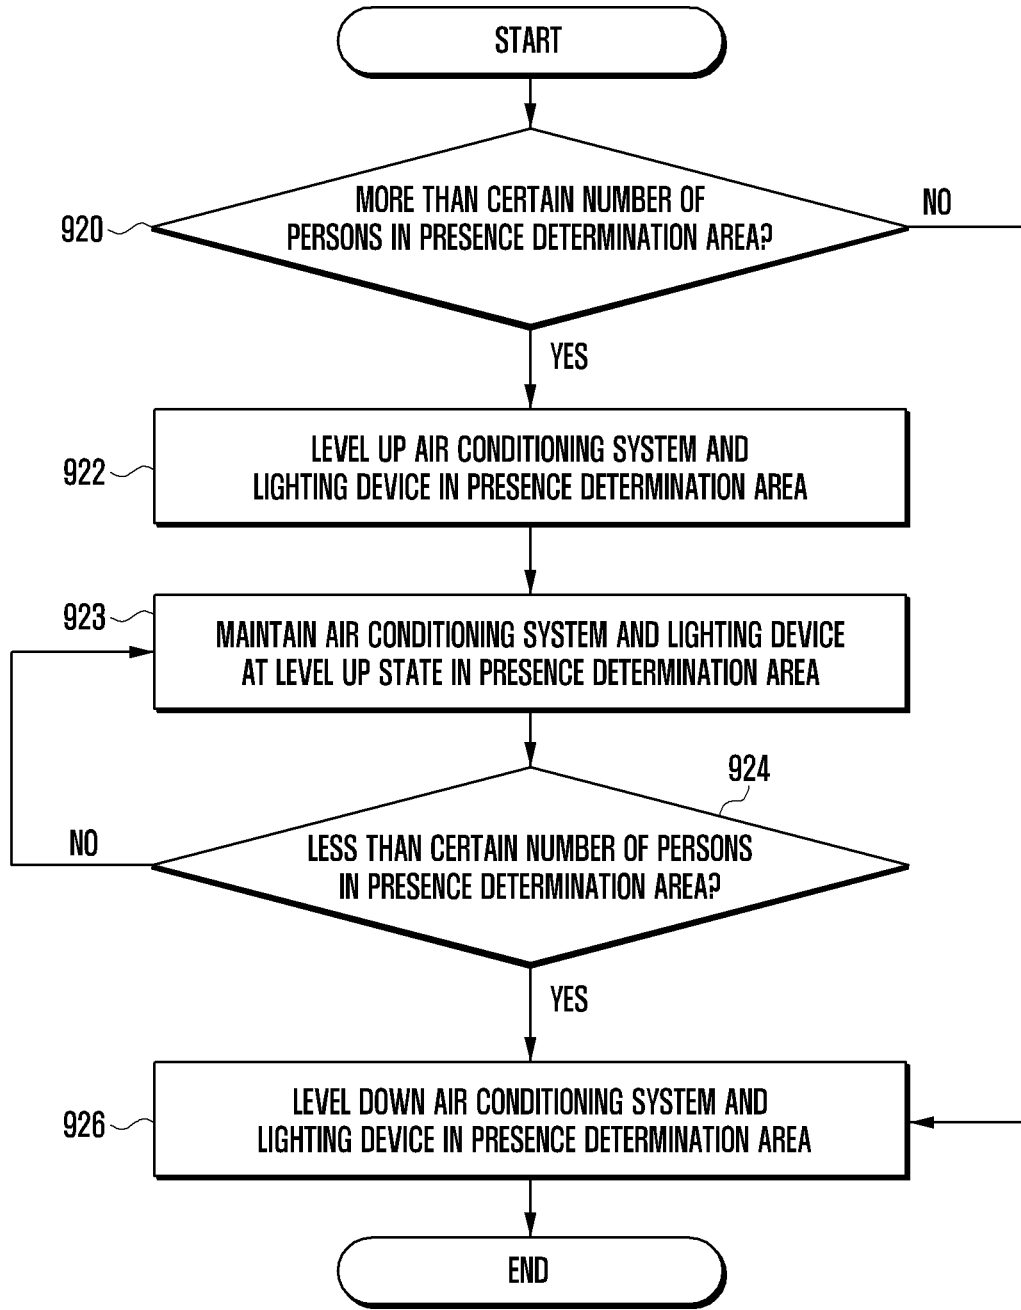 START
MORE THAN CERTAIN NUMBER OF
PERSONS IN PRESENCE DETERMINATION AREA?
NO
920
YES
LEVEL UP AIR CONDITIONING SYSTEM AND
LIGHTING DEVICE IN PRESENCE DETERMINATION AREA
922
923
MAINTAIN AIR CONDITIONING SYSTEM AND LIGHTING DEVICE
AT LEVEL UP STATE IN PRESENCE DETERMINATION AREA
924
NO
LESS THAN CERTAIN NUMBER OF PERSONS
IN PRESENCE DETERMINATION AREA?
YES
LEVEL DOWN AIR CONDITIONING SYSTEM AND
LIGHTING DEVICE IN PRESENCE DETERMINATION AREA
926
END